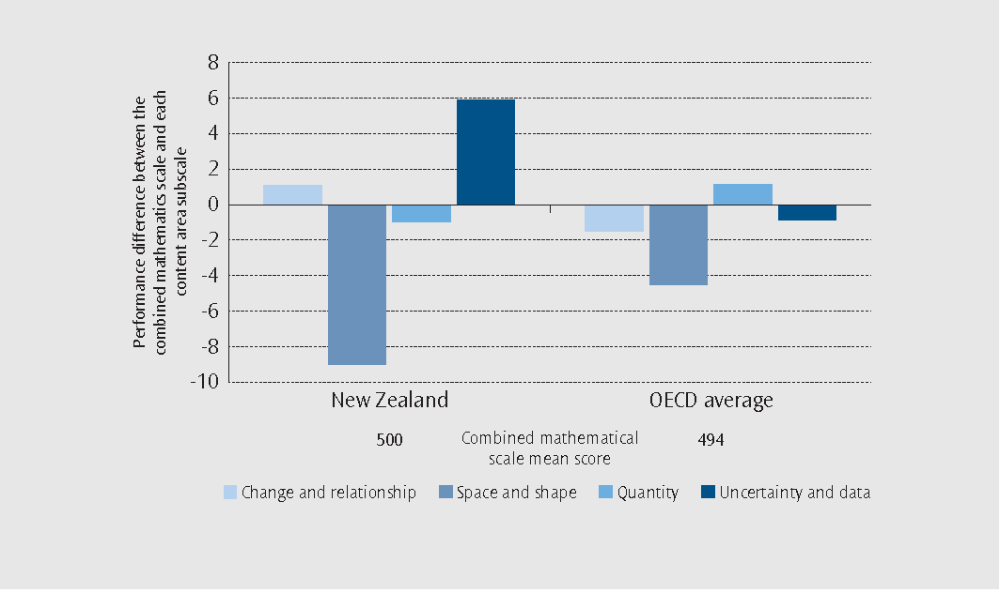 Performance difference between the
combined mathematics scale and each
content area subscale
8
6
4
2
0
-2
-4
-6
-8
-10
New Zealand
OECD average
500
Combined mathematical
scale mean score
494
Change and relationship
Space and shape
Quantity
Uncertainty and data